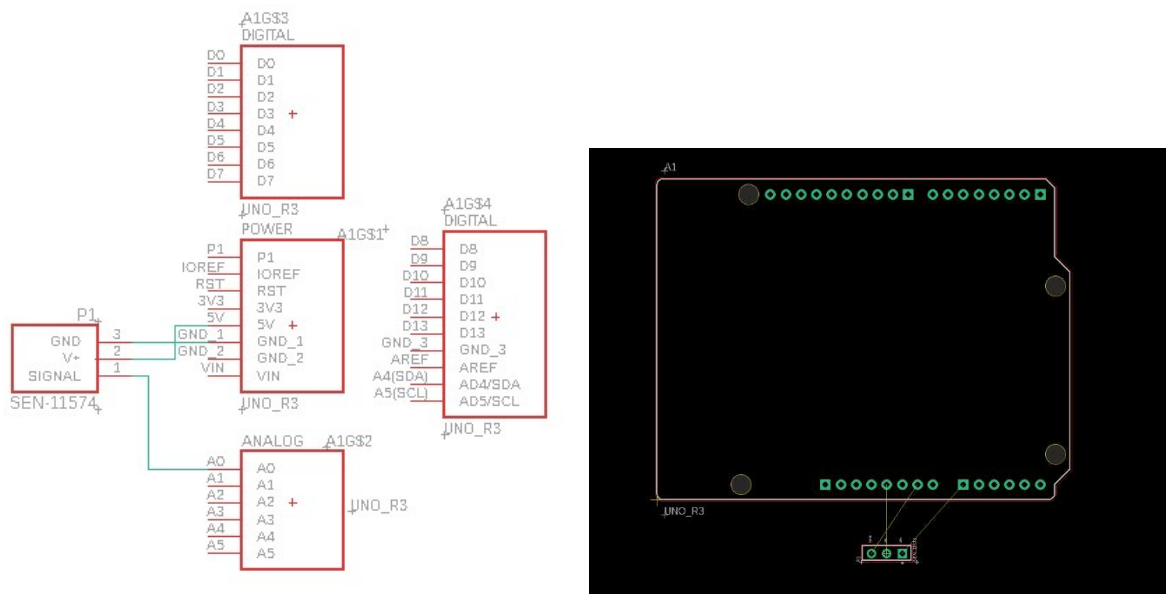 A1G$3
DIGITAL
D0 D0
D1 D1
D2 D2
D3 D3
D4 D4
D5 D5
D6 D6
D7 D7
UNO_R3
POWER
A1G$1
P1 P1
IOREF IOREF
RST RST
3V3 3V3
5V 5V
GND_1 GND_1
GND_2 GND_2
VIN VIN
UNO_R3
P1
GND 3
V+ 2
SIGNAL 1
SEN-11574
A1G$4
DIGITAL
D8 D8
D9 D9
D10 D10
D11 D11
D12 D12
D13 D13
GND_3 GND_3
AREF AREF
A4(SDA) AD4/SDA
A5(SCL) AD5/SCL
UNO_R3
ANALOG
A1G$2
A0 A0
A1 A1
A2 A2
A3 A3
A4 A4
A5 A5
UNO_R3
A1
UNO_R3